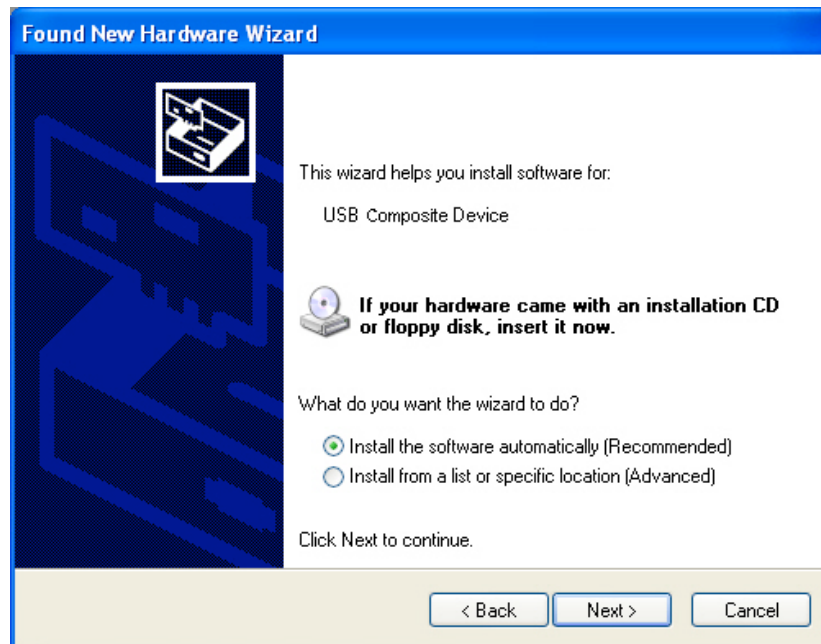 Found New Hardware Wizard
This wizard helps you install software for:
USB Composite Device
If your hardware came with an installation CD
or floppy disk, insert it now.
What do you want the wizard to do?
Install the software automatically (Recommended)
Install from a list or specific location (Advanced)
Click Next to continue.
< Back Next > Cancel